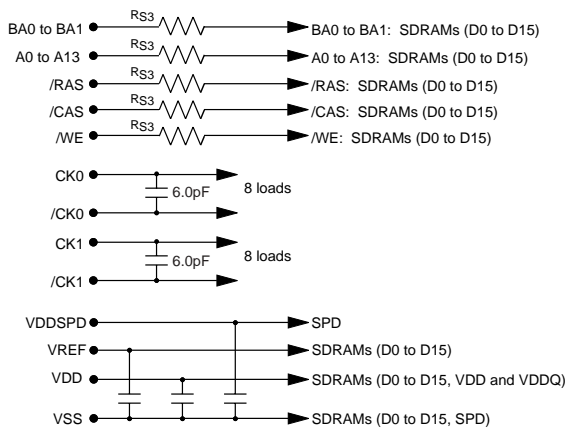 BA0 to BA1 RS3 BA0 to BA1: SDRAMs (D0 to D15)
A0 to A13 RS3 A0 to A13: SDRAMs (D0 to D15)
/RAS RS3 /RAS: SDRAMs (D0 to D15)
/CAS RS3 /CAS: SDRAMs (D0 to D15)
/WE RS3 /WE: SDRAMs (D0 to D15)
CK0
6.0pF 8 loads
/CK0
CK1
6.0pF 8 loads
/CK1
VDDSPD SPD
VREF SDRAMs (D0 to D15)
VDD SDRAMs (D0 to D15, VDD and VDDQ)
VSS SDRAMs (D0 to D15, SPD)